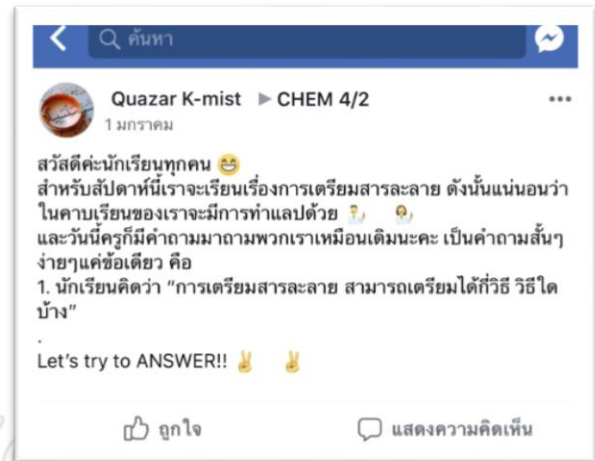 ค้นหา
Quazar K-mist ▶ CHEM 4/2
1 มกราคม
สวัสดีค่ะนักเรียนทุกคน 😁
สำหรับสัปดาห์นี้เราจะเรียนเรื่องการเตรียมสารละลาย ดังนั้นแน่นอนว่า
ในคาบเรียนของเราจะมีการทำแลปด้วย 👨‍🔬 👩‍🔬
และวันนี้ครูก็มีคำถามมาถามพวกเราเหมือนเดิมนะคะ เป็นคำถามสั้นๆ
ง่ายๆแค่ข้อเดียว คือ
1. นักเรียนคิดว่า "การเตรียมสารละลาย สามารถเตรียมได้กี่วิธี วิธีใด
บ้าง"
.
Let's try to ANSWER!! ✌️ ✌️
ถูกใจ แสดงความคิดเห็น